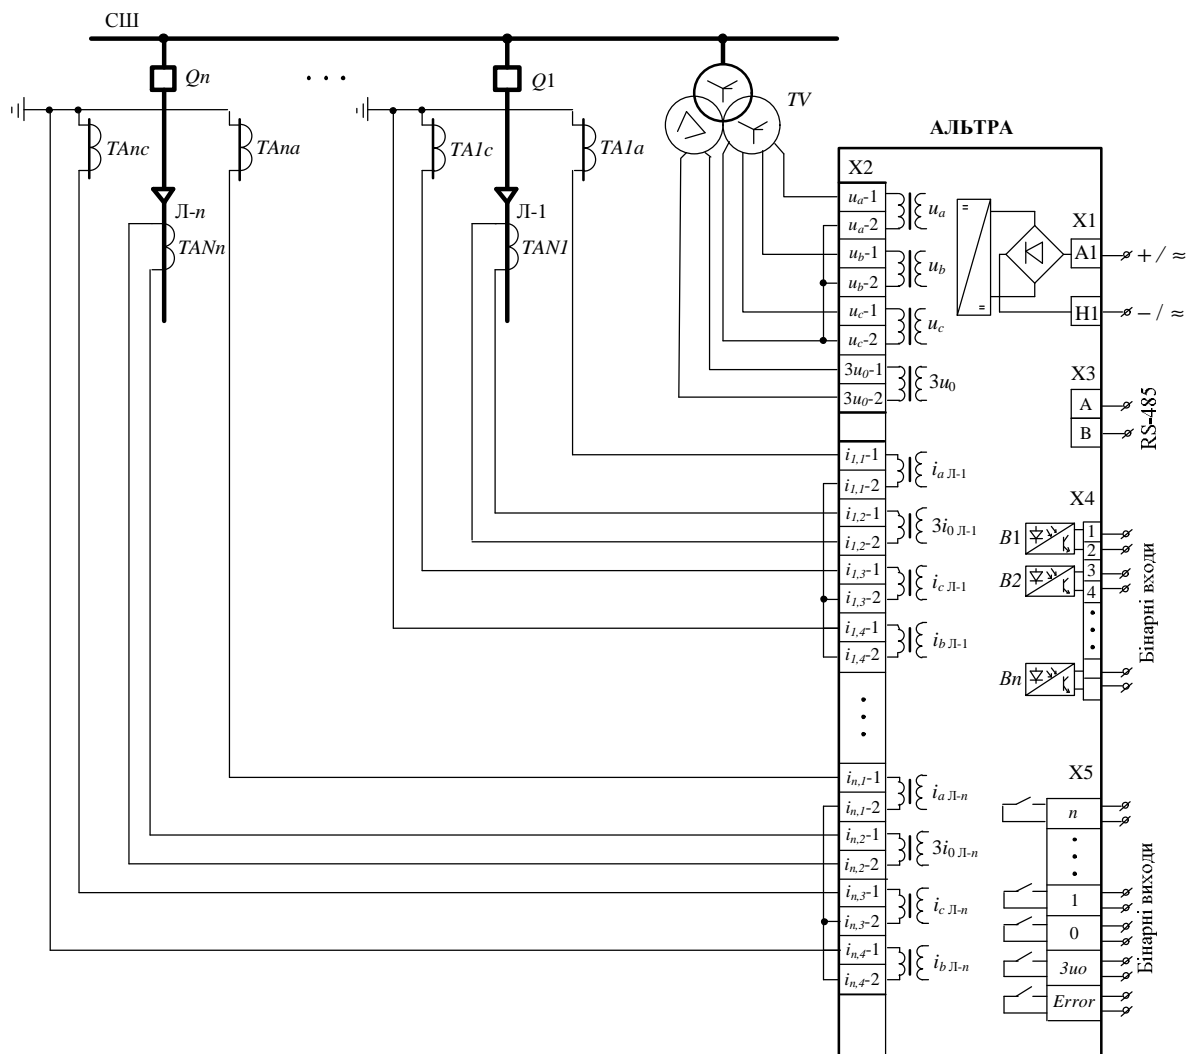 СШ
Qn
. . .
Q1
TV
TAnc
TAna
TA1c
TA1a
Л-n
TANn
Л-1
TAN1
АЛЬТРА
X2
uа-1
uа-2
ub-1
ub-2
uc-1
uc-2
3u0-1
3u0-2
ua
ub
uc
3u0
=
=
X1
A1
+ / ≈
H1
− / ≈
X3
A
B
RS-485
i1,1-1
i1,1-2
i1,2-1
i1,2-2
i1,3-1
i1,3-2
i1,4-1
i1,4-2
ia Л-1
3i0 Л-1
ic Л-1
ib Л-1
X4
B1
1
2
B2
3
4
Bn
Бінарні входи
in,1-1
in,1-2
in,2-1
in,2-2
in,3-1
in,3-2
in,4-1
in,4-2
ia Л-n
3i0 Л-n
ic Л-n
ib Л-n
X5
n
1
0
3uo
Error
Бінарні виходи